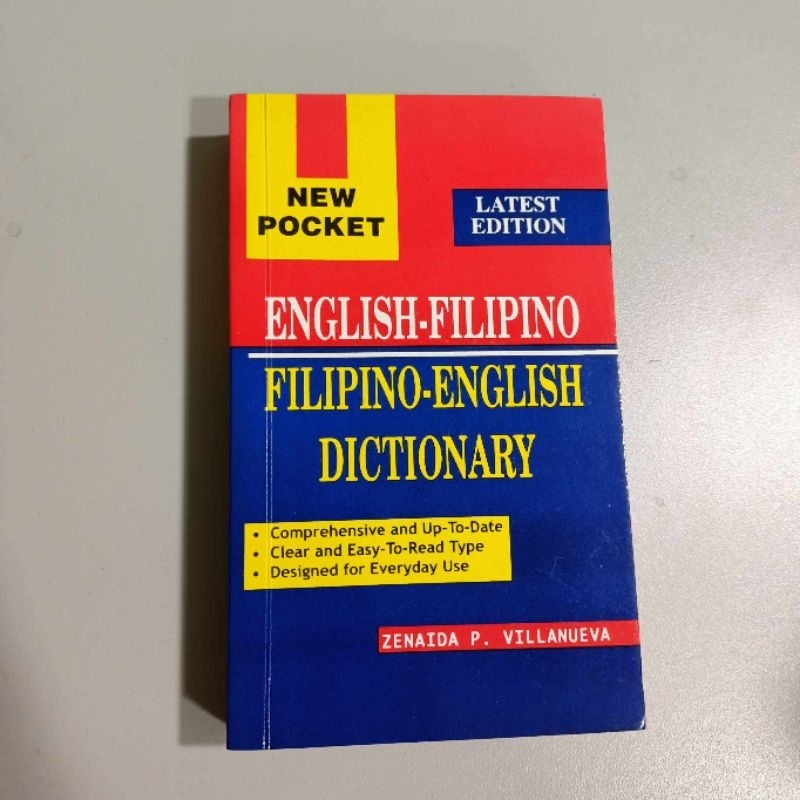 NEW
POCKET
LATEST
EDITION
ENGLISH-FILIPINO
FILIPINO-ENGLISH
DICTIONARY
• Comprehensive and Up-To-Date
• Clear and Easy-To-Read Type
• Designed for Everyday Use
ZENAIDA P. VILLANUEVA